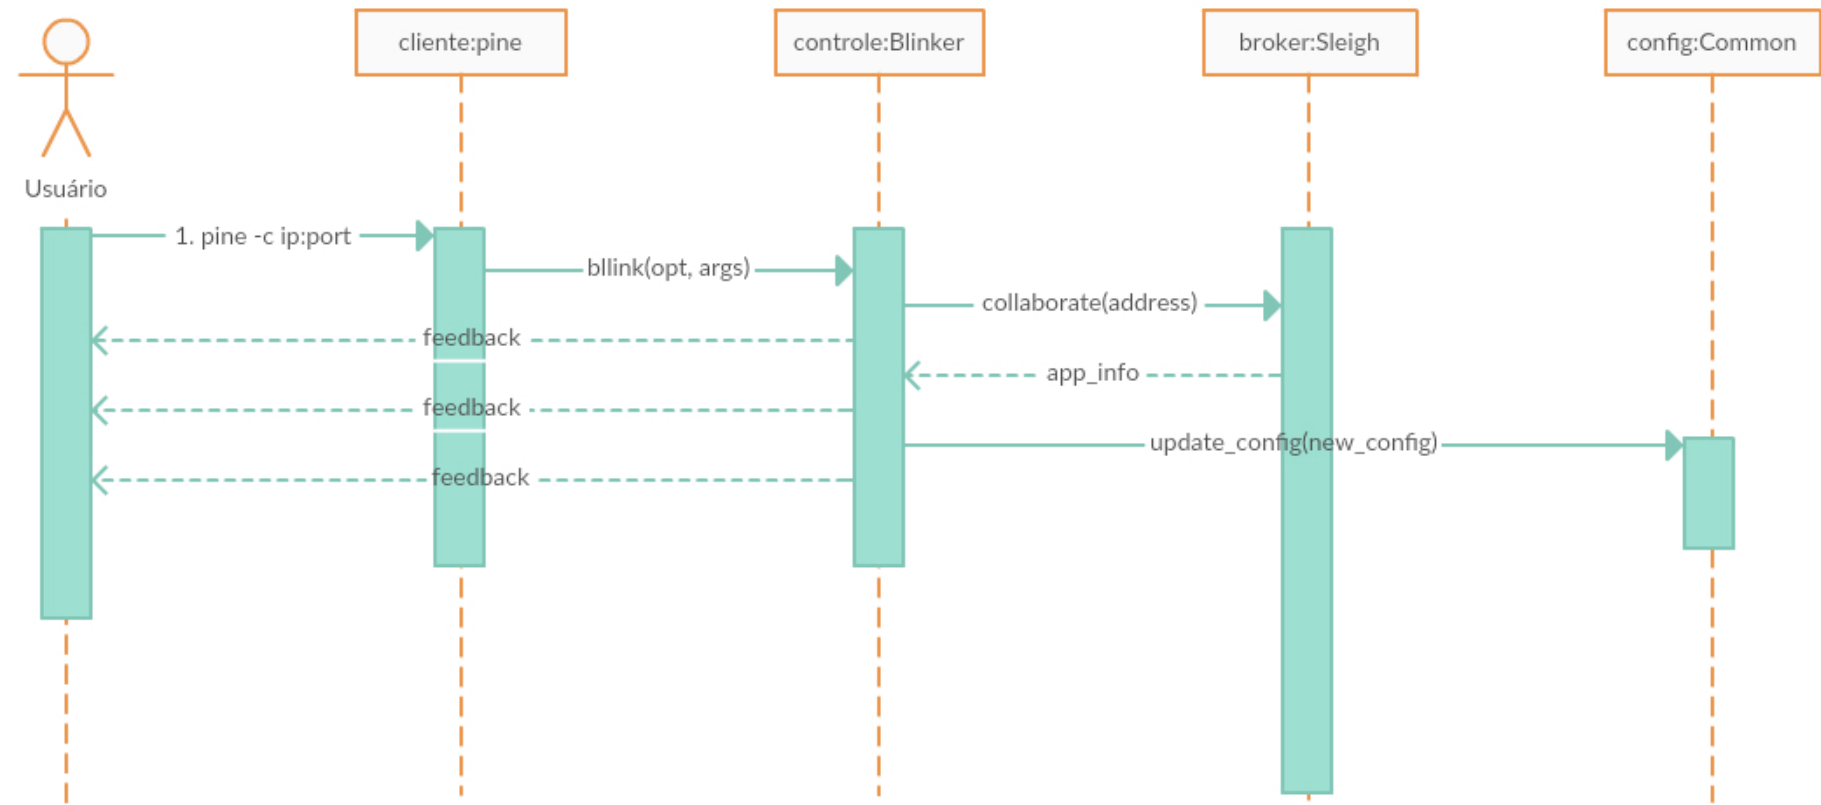 cliente:pine
controle:Blinker
broker:Sleigh
config:Common
Usuário
1. pine -c ip:port
bllink(opt, args)
collaborate(address)
feedback
app_info
feedback
update_config(new_config)
feedback